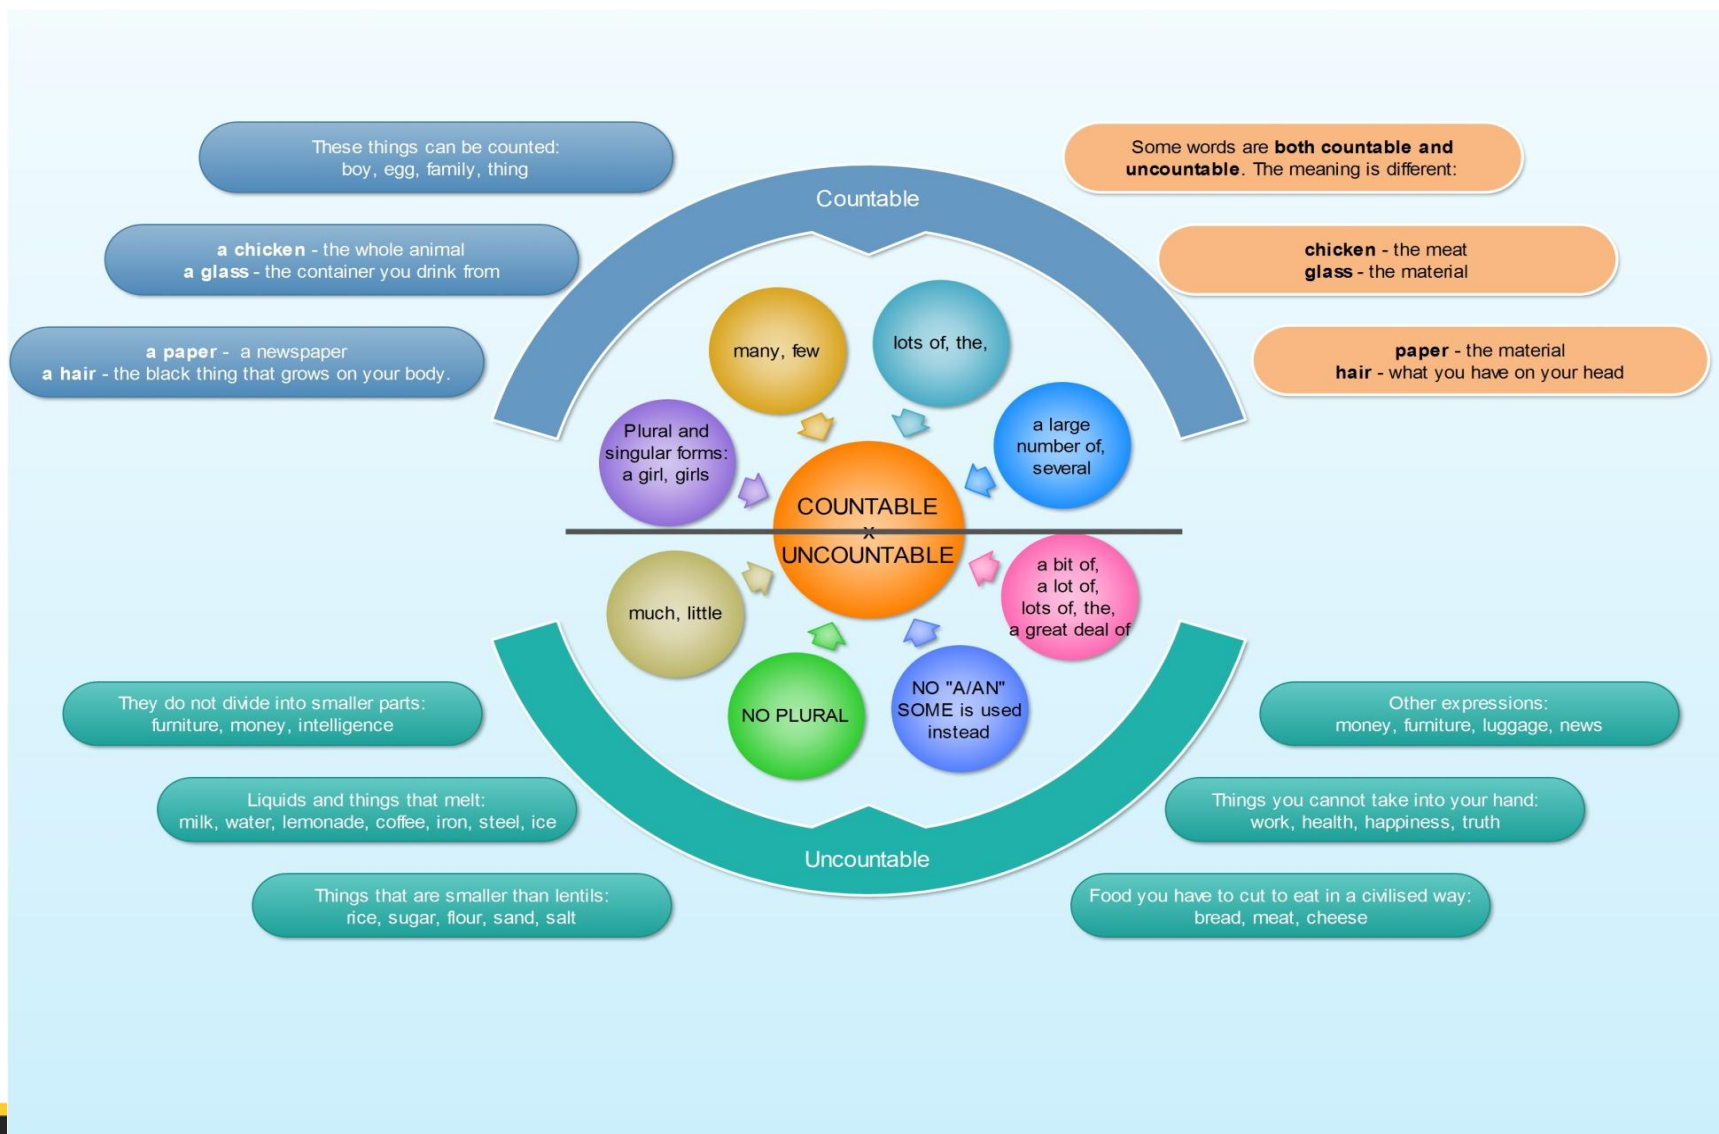 These things can be counted:
boy, egg, family, thing
a chicken - the whole animal
a glass - the container you drink from
a paper - a newspaper
a hair - the black thing that grows on your body.
Countable
Some words are both countable and
uncountable. The meaning is different:
chicken - the meat
glass - the material
paper - the material
hair - what you have on your head
many, few
lots of, the,
Plural and
singular forms:
a girl, girls
a large
number of,
several
COUNTABLE
x
UNCOUNTABLE
much, little
a bit of,
a lot of,
lots of, the,
a great deal of
NO PLURAL
NO "A/AN"
SOME is used
instead
They do not divide into smaller parts:
furniture, money, intelligence
Liquids and things that melt:
milk, water, lemonade, coffee, iron, steel, ice
Things that are smaller than lentils:
rice, sugar, flour, sand, salt
Uncountable
Other expressions:
money, furniture, luggage, news
Things you cannot take into your hand:
work, health, happiness, truth
Food you have to cut to eat in a civilised way:
bread, meat, cheese